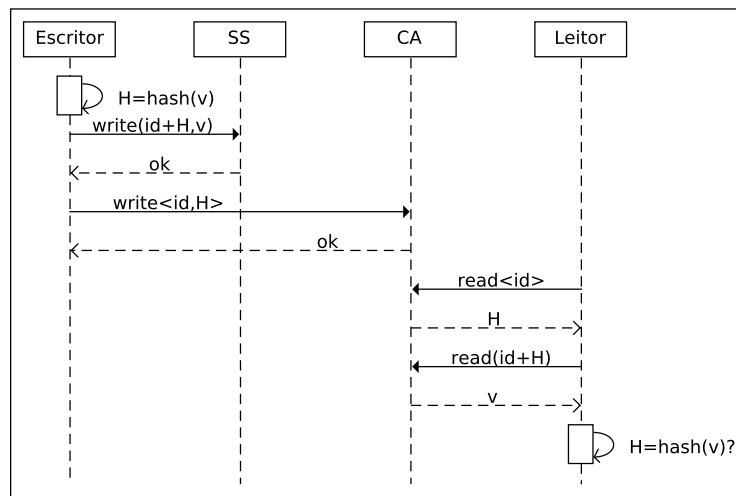 Escritor SS CA Leitor
H=hash(v)
write(id+H,v)
ok
write<id,H>
ok
read<id>
H
read(id+H)
v
H=hash(v)?